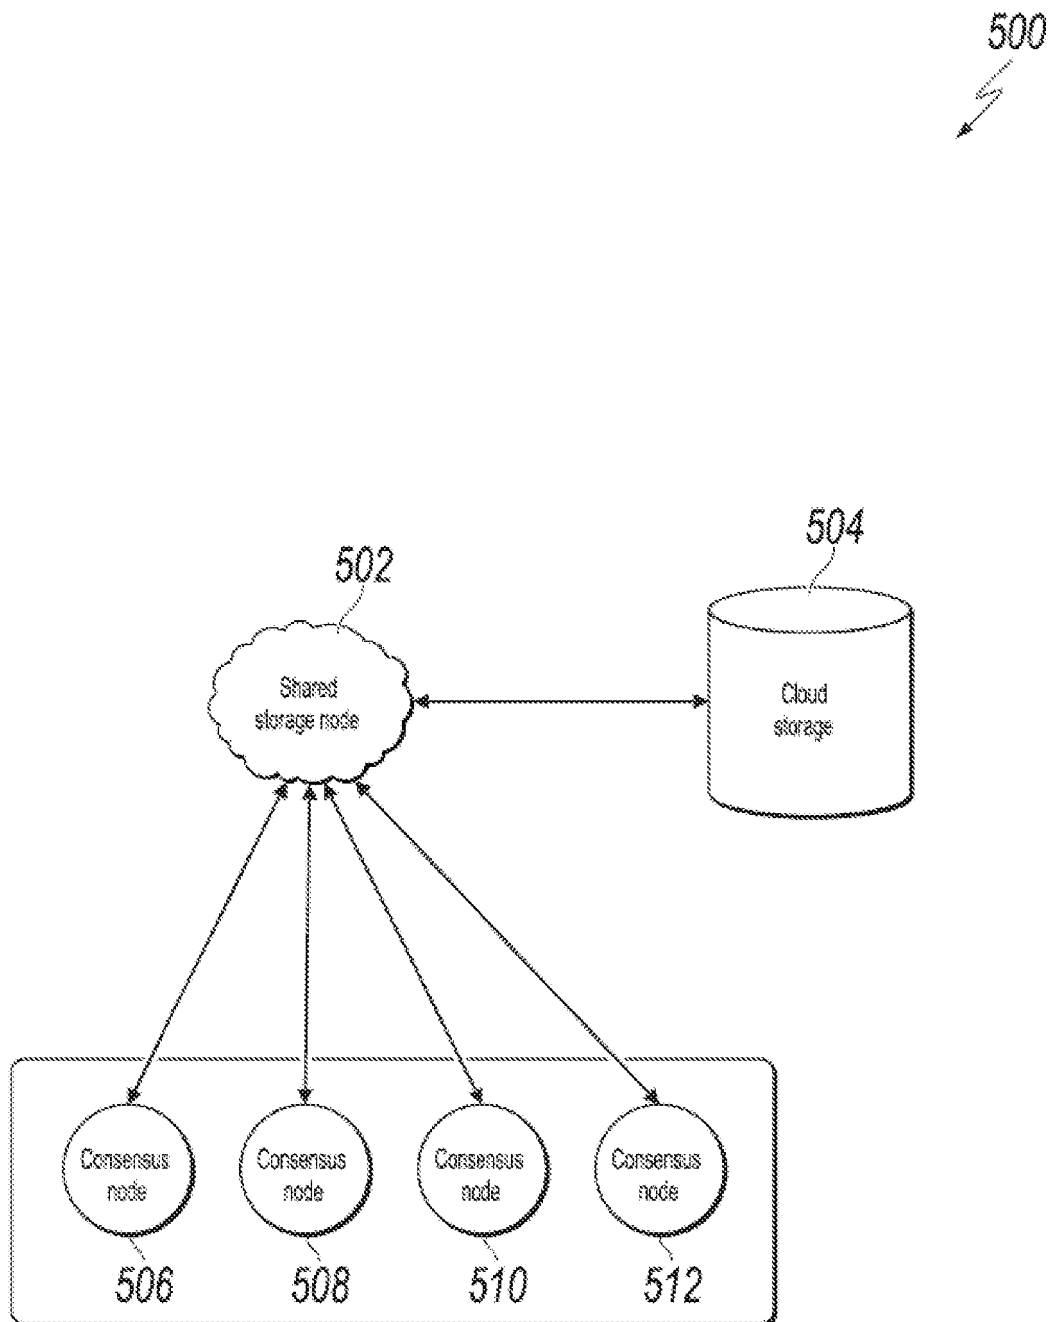 500
504
502
Shared
storage node
Cloud
storage
Consensus
node
Consensus
node
Consensus
node
Consensus
node
506
508
510
512